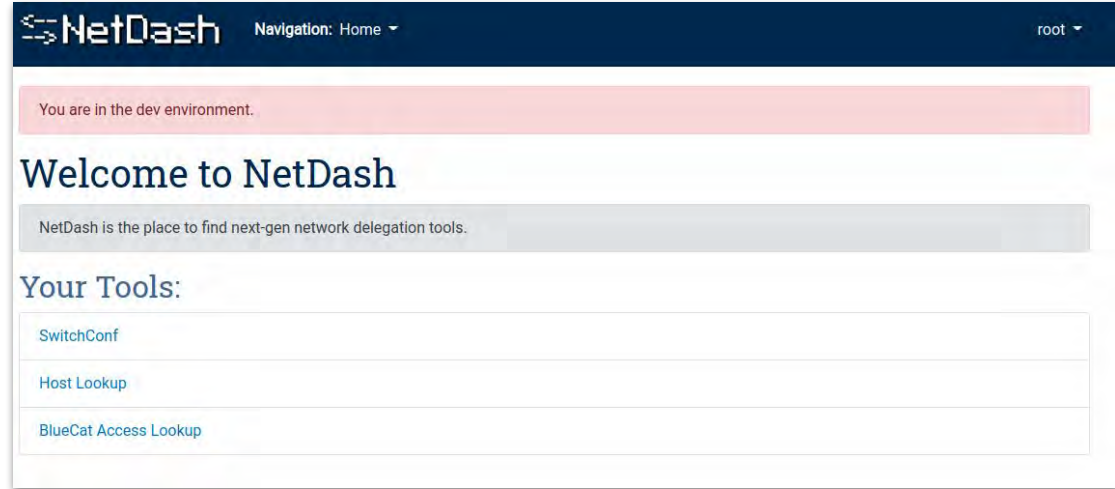 NetDash Navigation: Home root
You are in the dev environment.
Welcome to NetDash
NetDash is the place to find next-gen network delegation tools.
Your Tools:
SwitchConf
Host Lookup
BlueCat Access Lookup